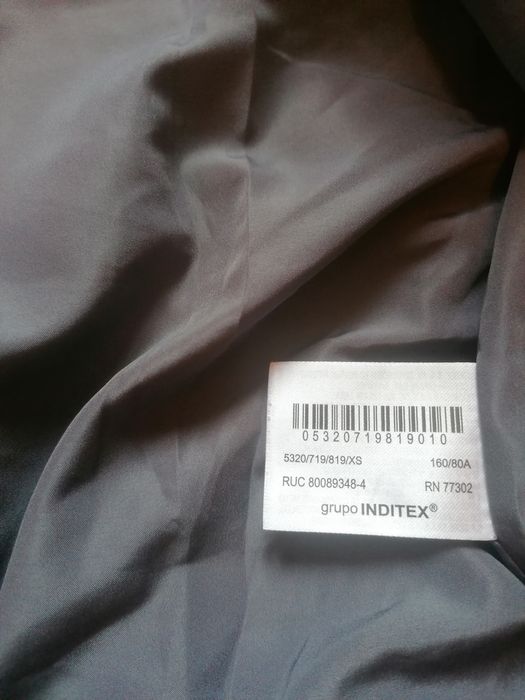 05320719819010
5320/719/819/XS 160/80A
RUC 80089348-4 RN 77302
grupo INDITEX®